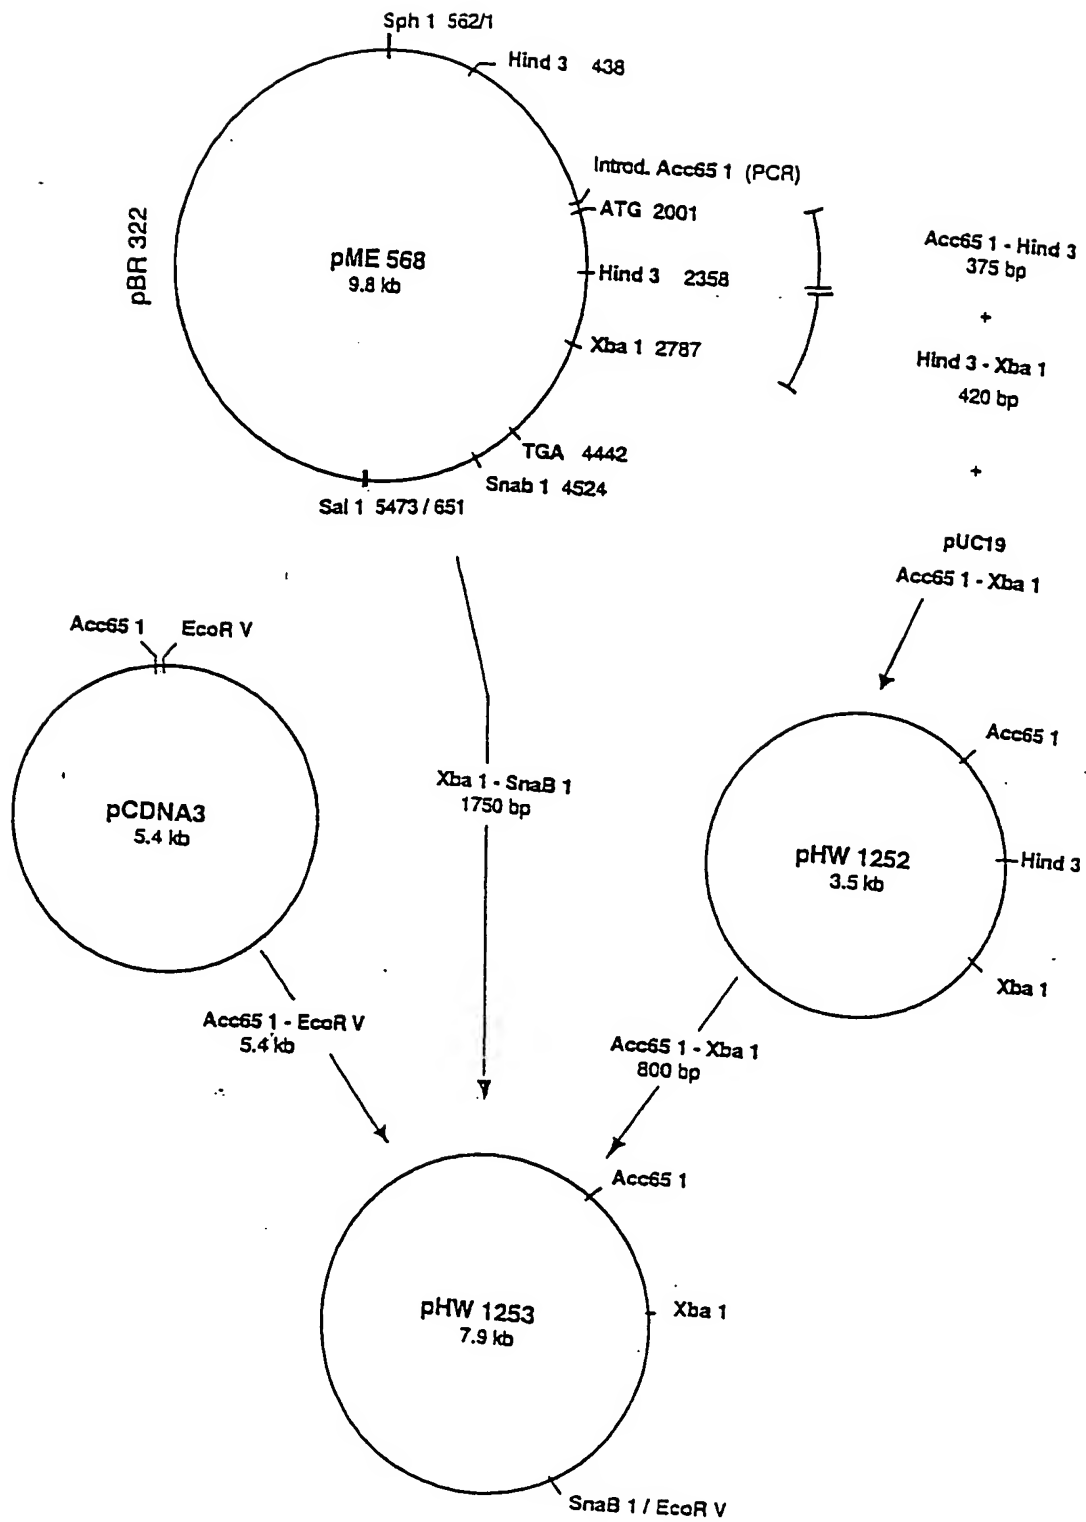 Sph 1 562/1
Hind 3 438
Introd. Acc65 1 (PCR)
ATG 2001
pBR 322
pME 568
9.8 kb
Hind 3 2358
Xba 1 2787
TGA 4442
Snab 1 4524
Sal 1 5473 / 651
Acc65 1 - Hind 3
375 bp
+
Hind 3 - Xba 1
420 bp
+
pUC19
Acc65 1 - Xba 1
Acc65 1 EcoR V
pCDNA3
5.4 kb
Xba 1 - SnaB 1
1750 bp
Acc65 1
pHW 1252
3.5 kb
Hind 3
Xba 1
Acc65 1 - EcoR V
5.4 kb
Acc65 1 - Xba 1
800 bp
Acc65 1
pHW 1253
7.9 kb
Xba 1
SnaB 1 / EcoR V